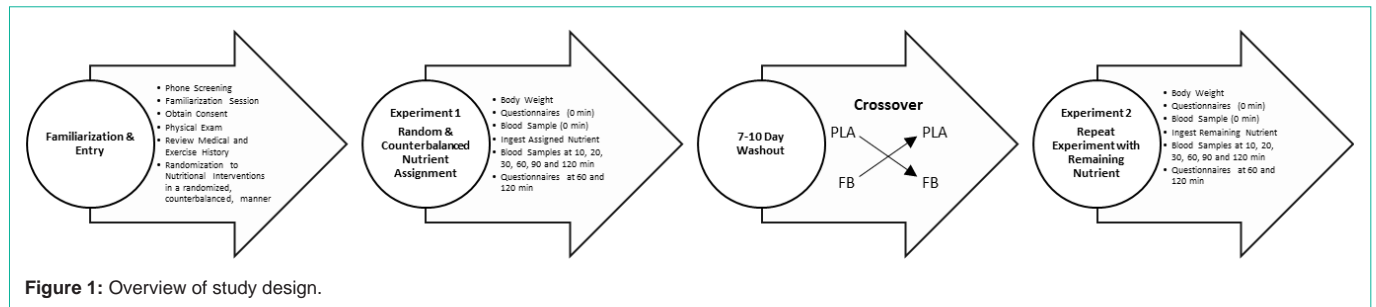 Familiarization &
Entry
▪ Phone Screening
▪ Familiarization Session
▪ Obtain Consent
▪ Physical Exam
▪ Review Medical and
Exercise History
▪ Randomization to
Nutritional Interventions
in a randomized,
counterbalanced, manner
Experiment 1
Random &
Counterbalanced
Nutrient
Assignment
▪ Body Weight
▪ Questionnaires (0 min)
▪ Blood Sample (0 min)
▪ Ingest Assigned Nutrient
▪ Blood Samples at 10, 20,
30, 60, 90 and 120 min
▪ Questionnaires at 60 and
120 min
7-10 Day
Washout
Crossover
PLA PLA
FB FB
Experiment 2
Repeat
Experiment with
Remaining
Nutrient
▪ Body Weight
▪ Questionnaires (0 min)
▪ Blood Sample (0 min)
▪ Ingest Remaining Nutrient
▪ Blood Samples at 10, 20,
30, 60, 90 and 120 min
▪ Questionnaires at 60 and
120 min
Figure 1: Overview of study design.